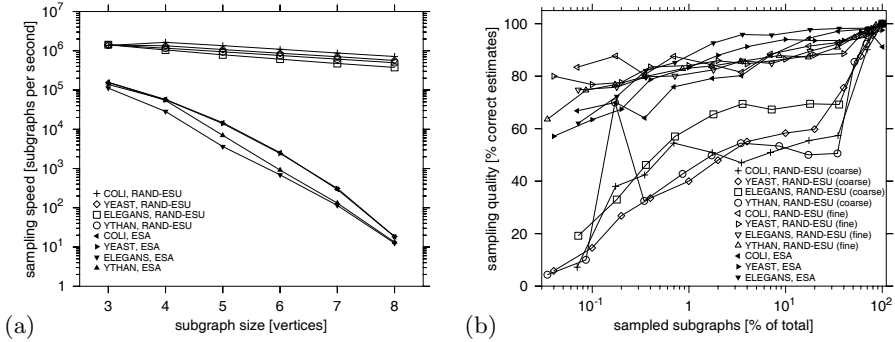 10^7
10^6
10^5
10^4
10^3
10^2
10^1
1
sampling speed [subgraphs per second]
COLI, RAND-ESU
YEAST, RAND-ESU
ELEGANS, RAND-ESU
YTHAN, RAND-ESU
COLI, ESA
YEAST, ESA
ELEGANS, ESA
YTHAN, ESA
3 4 5 6 7 8
subgraph size [vertices]
(a)
100
80
60
40
20
0
sampling quality [% correct estimates]
COLI, RAND-ESU (coarse)
YEAST, RAND-ESU (coarse)
ELEGANS, RAND-ESU (coarse)
YTHAN, RAND-ESU (coarse)
COLI, RAND-ESU (fine)
YEAST, RAND-ESU (fine)
ELEGANS, RAND-ESU (fine)
YTHAN, RAND-ESU (fine)
COLI, ESA
YEAST, ESA
ELEGANS, ESA
10^-1 1 10 10^2
sampled subgraphs [% of total]
(b)